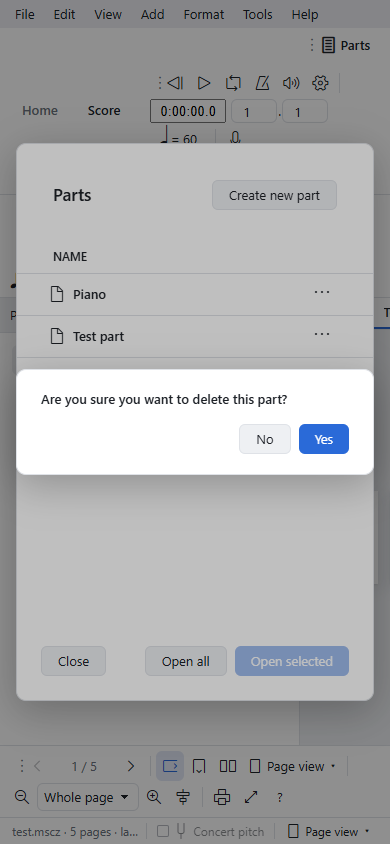 File Edit View Add Format Tools Help
Parts
Home Score 0:00:00.0 1 . 1
= 60
Parts Create new part
NAME
Piano ...
Test part ...
Are you sure you want to delete this part?
No Yes
Close Open all Open selected
1 / 5 Page view
Whole page ?
test.mscz · 5 pages · la... Concert pitch Page view